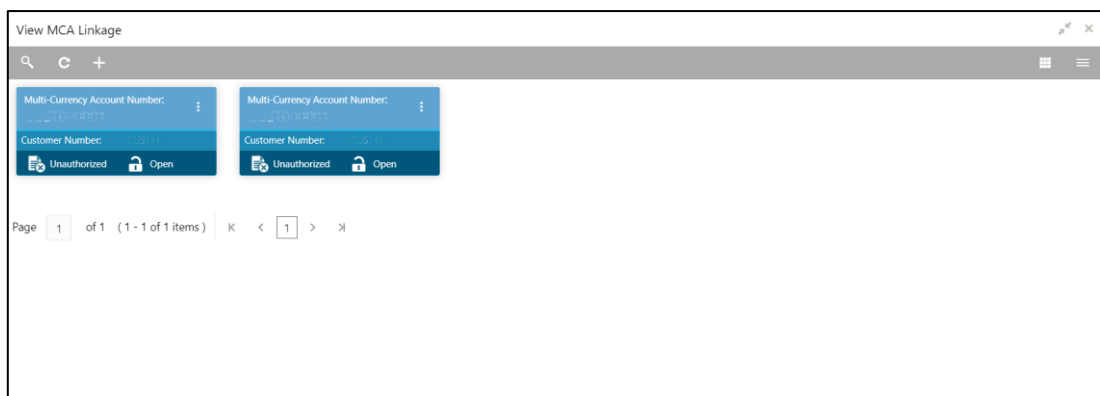 View MCA Linkage
Multi-Currency Account Number: Multi-Currency Account Number:
Customer Number: Customer Number:
Unauthorized Open Unauthorized Open
Page 1 of 1 ( 1 - 1 of 1 items ) 1